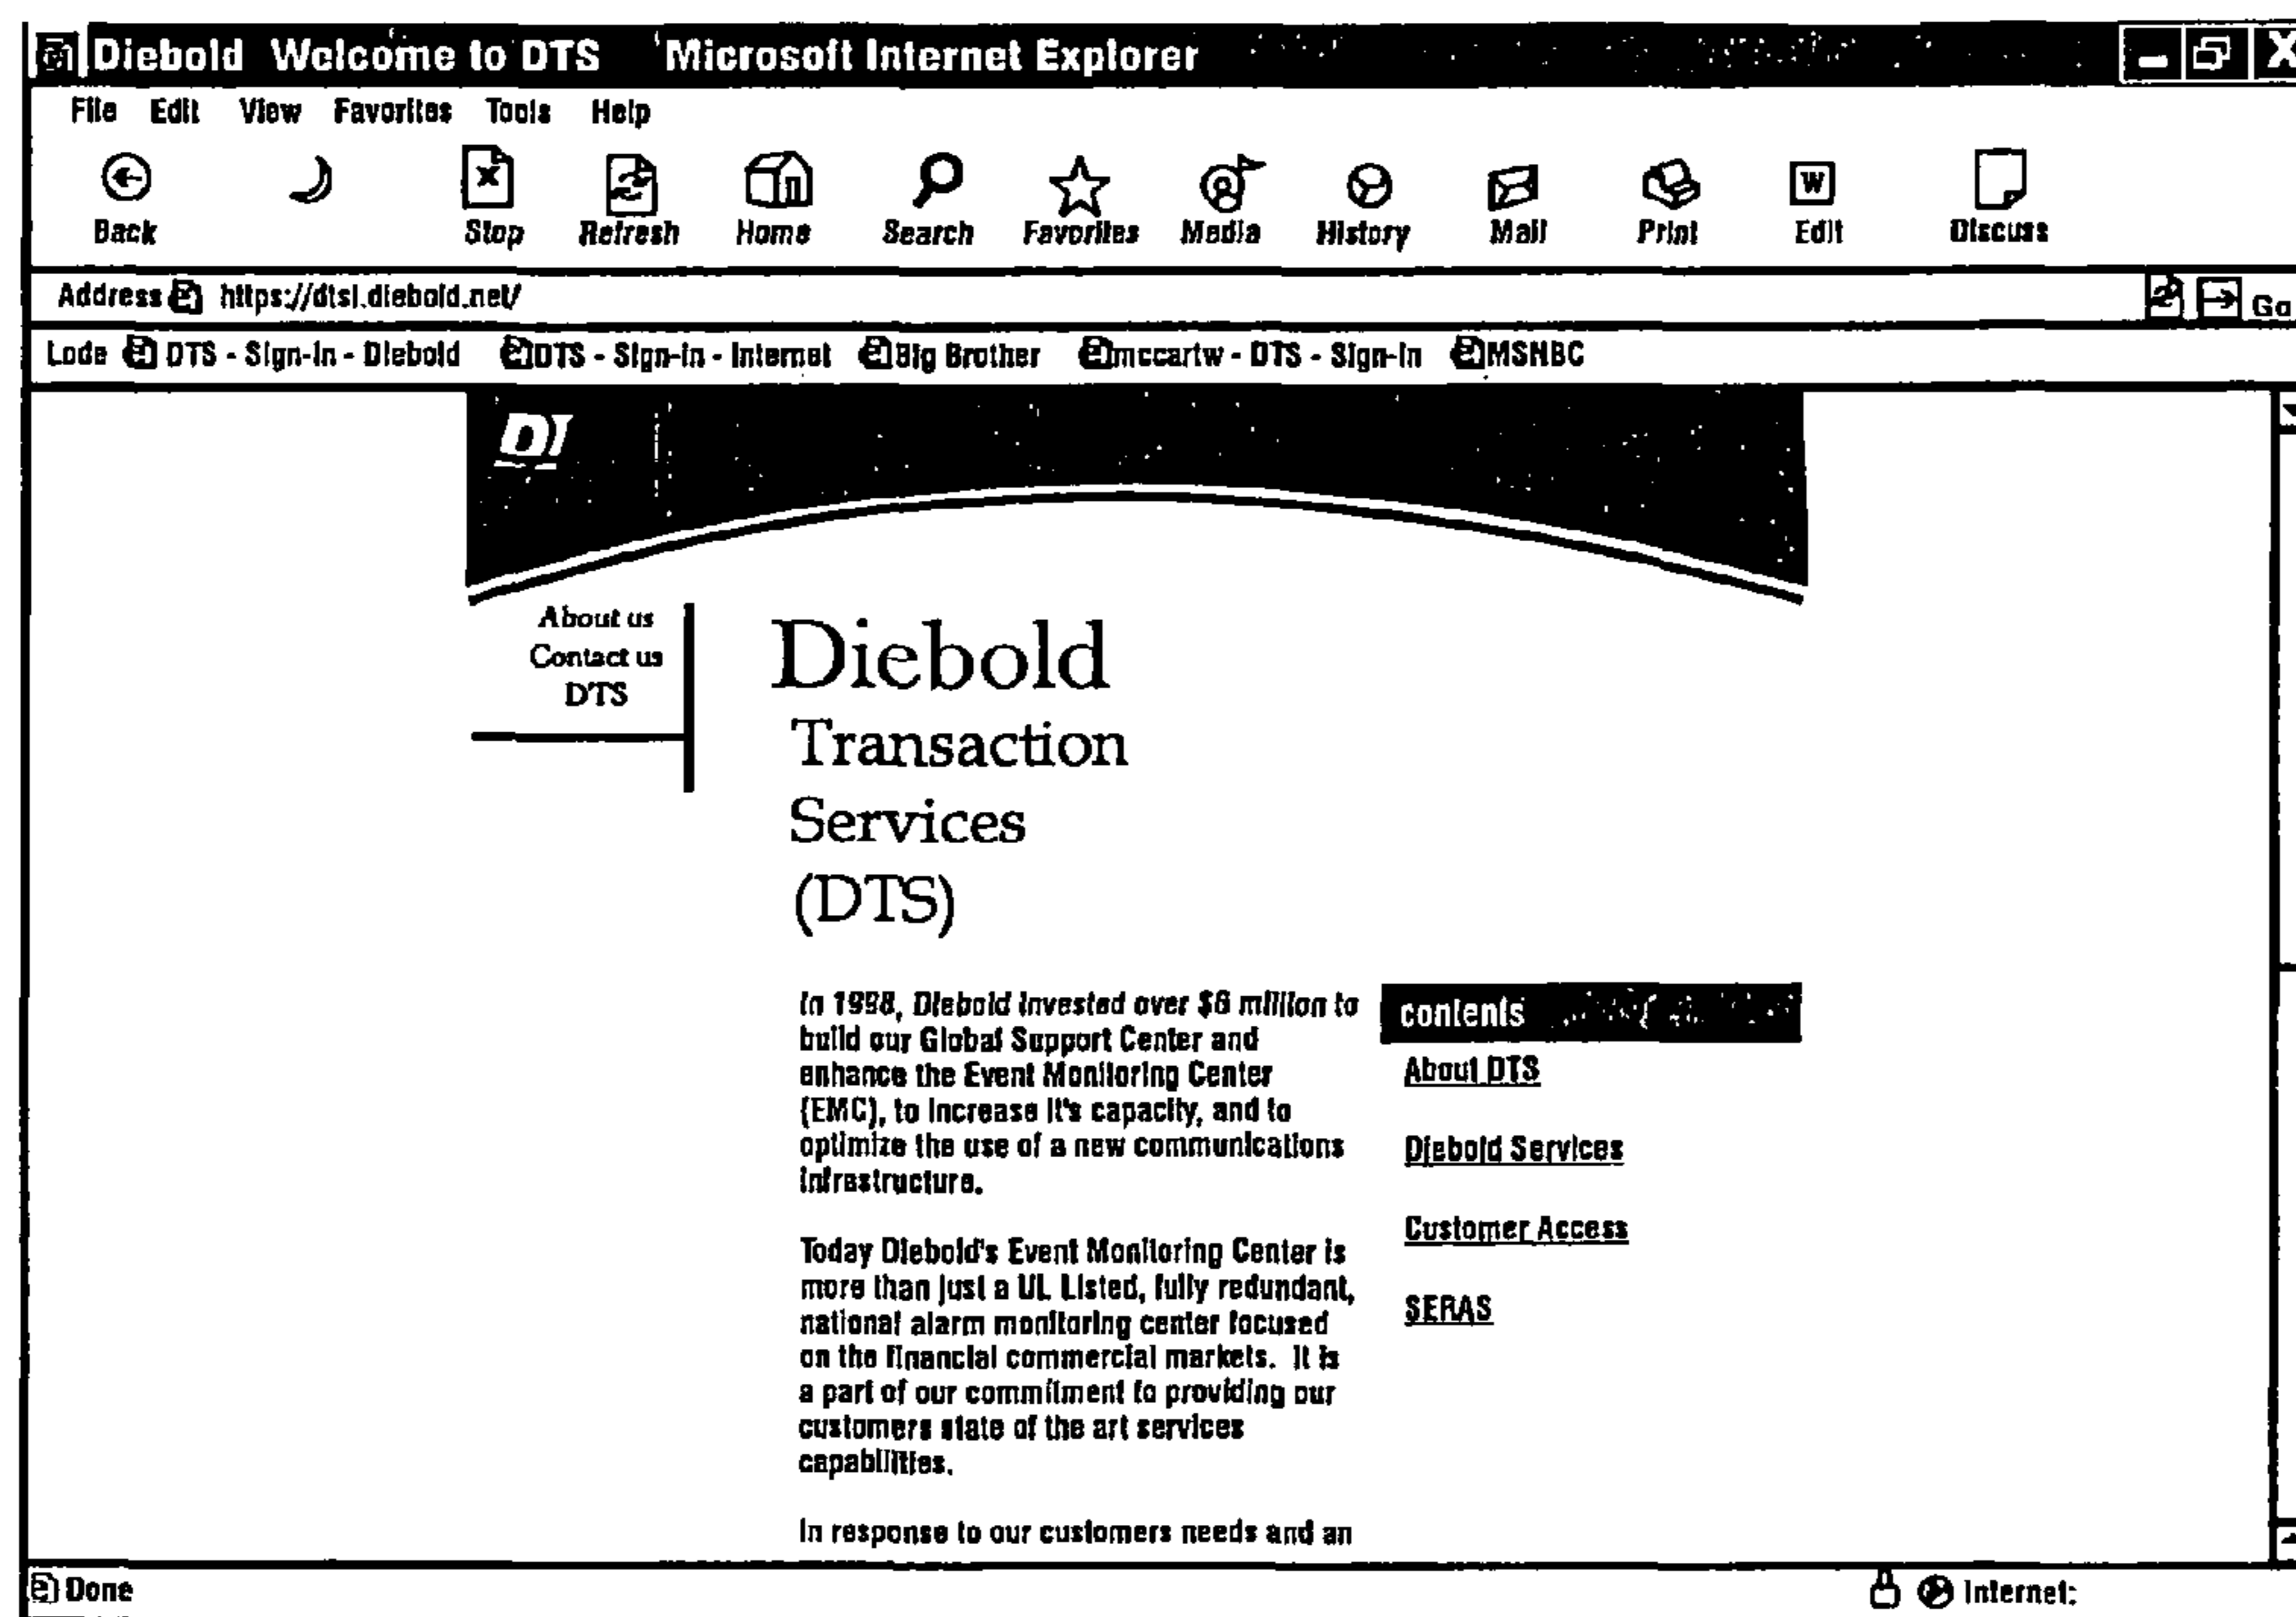 Diebold Welcome to DTS Microsoft Internet Explorer
File Edit View Favorites Tools Help
Back Stop Refresh Home Search Favorites Media History Mail Print Edit Discuss
Address https://dtsl.diebold.net/ Go
Lode DTS - Sign-In - Diebold DTS - Sign-in - Internet Big Brother mccartw - DTS - Sign-In MSNBC
About us
Contact us
DTS
Diebold
Transaction
Services
(DTS)
In 1998, Diebold invested over $6 million to
build our Global Support Center and
enhance the Event Monitoring Center
(EMC), to increase it's capacity, and to
optimize the use of a new communications
infrastructure.
Today Diebold's Event Monitoring Center is
more than just a UL Listed, fully redundant,
national alarm monitoring center focused
on the financial commercial markets. It is
a part of our commitment to providing our
customers state of the art services
capabilities.
In response to our customers needs and an
contents
About DTS
Diebold Services
Customer Access
SERAS
Done Internet: